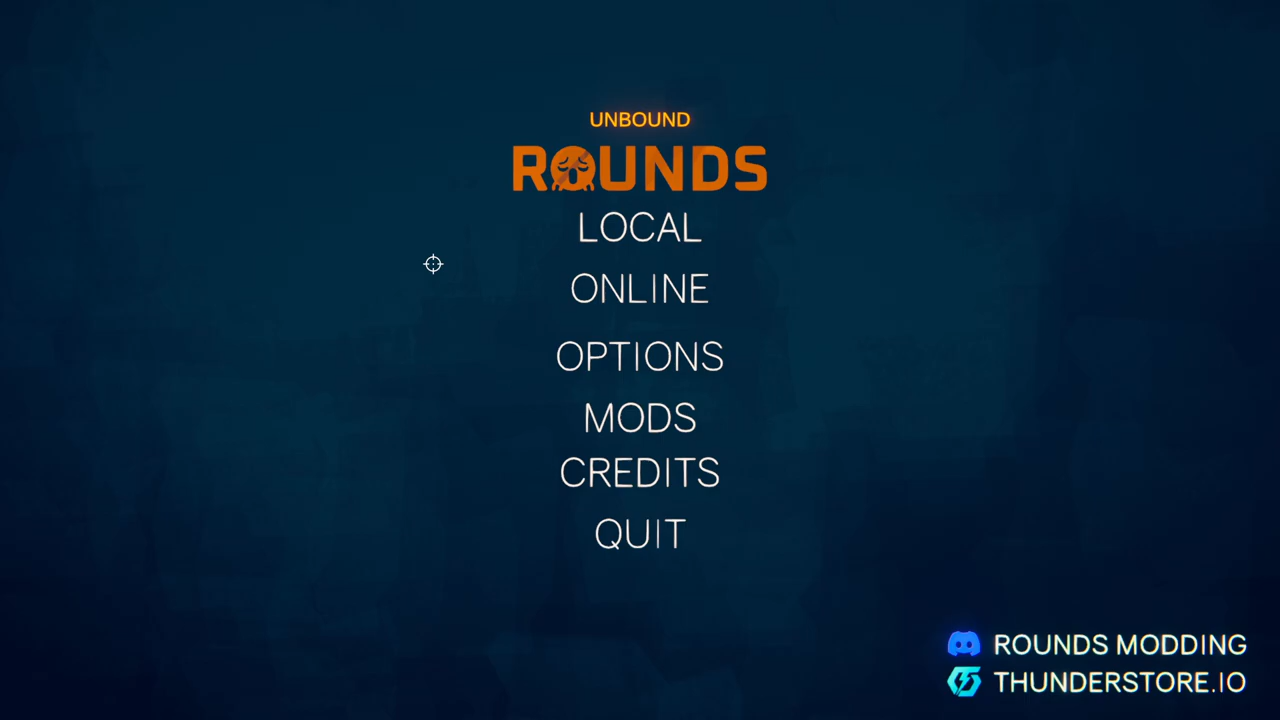 UNBOUND
ROUNDS
LOCAL
ONLINE
OPTIONS
MODS
CREDITS
QUIT
ROUNDS MODDING
THUNDERSTORE.IO